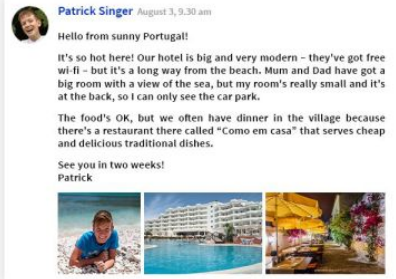 Patrick Singer August 3, 9.30 am
Hello from sunny Portugal!
It's so hot here! Our hotel is big and very modern – they've got free
wi-fi – but it's a long way from the beach. Mum and Dad have got a
big room with a view of the sea, but my room's really small and it's
at the back, so I can only see the car park.
The food's OK, but we often have dinner in the village because
there's a restaurant there called “Como em casa” that serves cheap
and delicious traditional dishes.
See you in two weeks!
Patrick